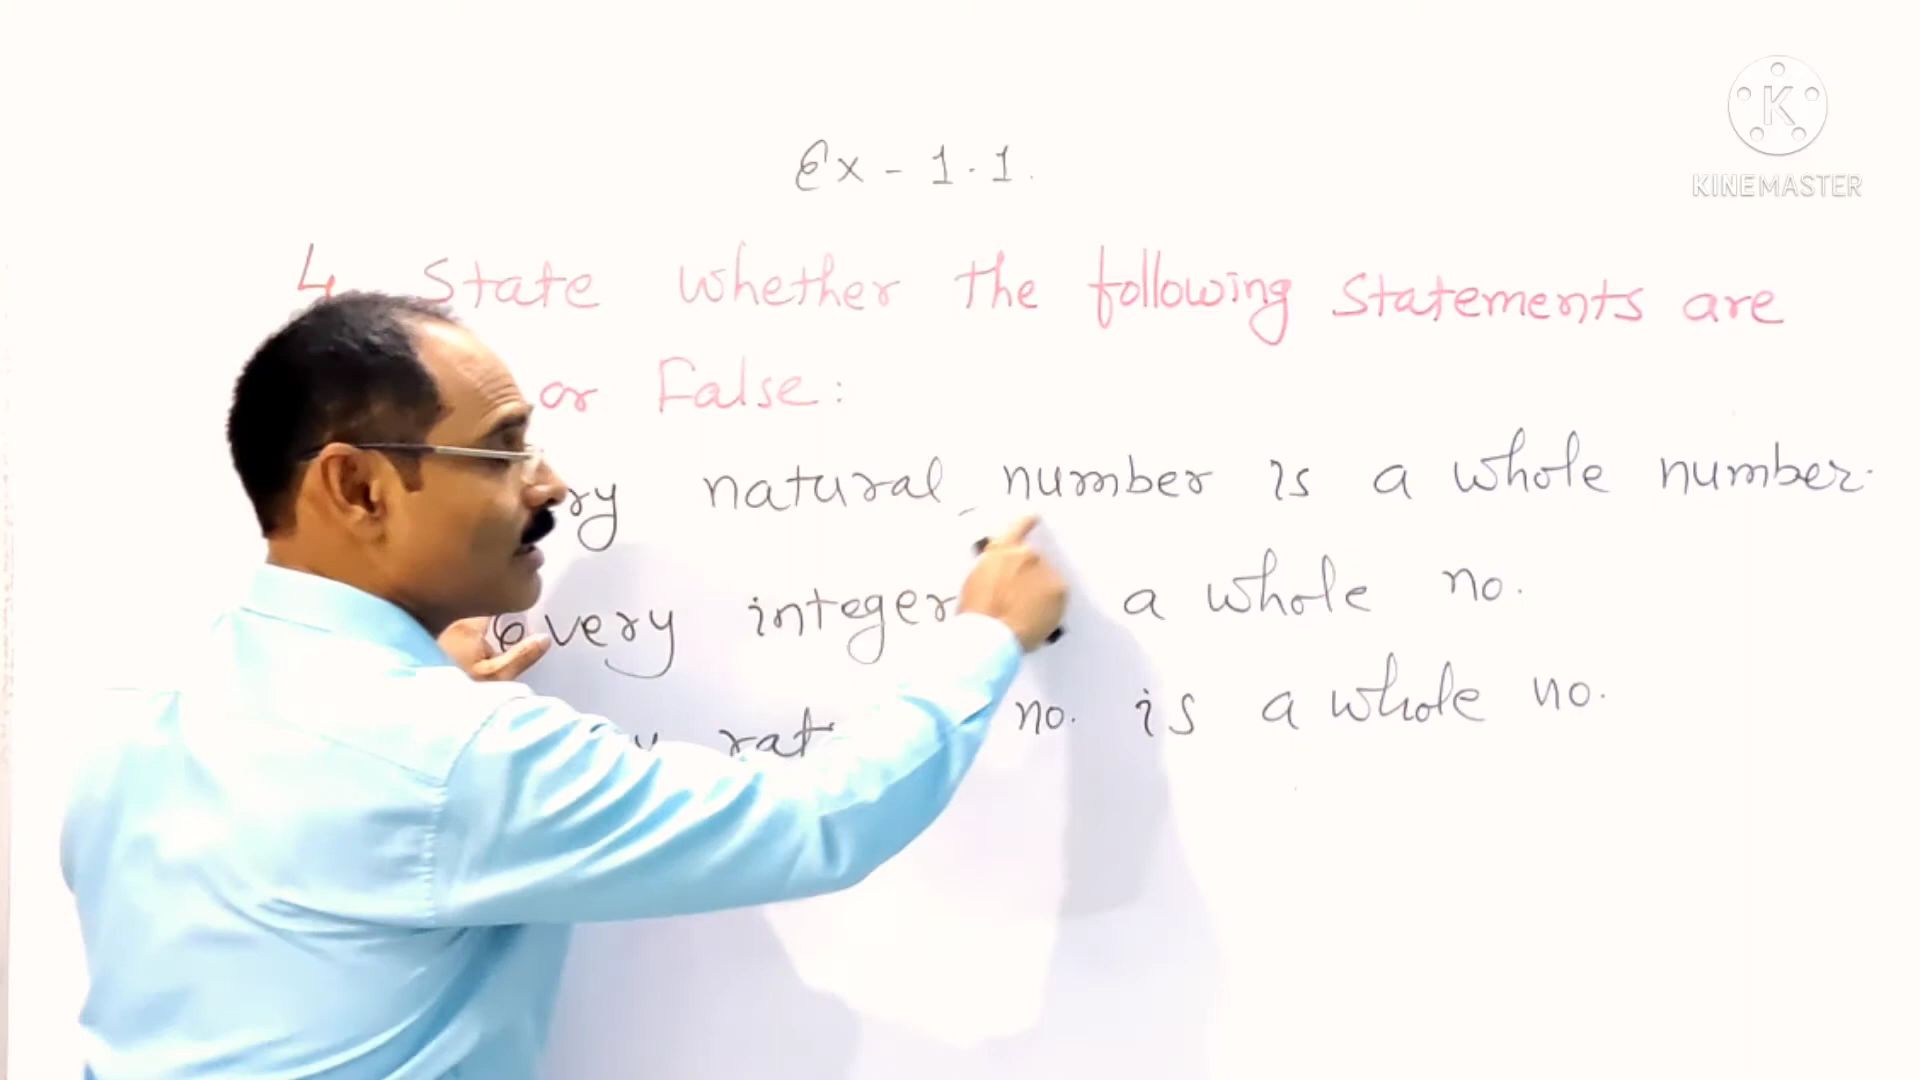 Ex - 1.1.
KINEMASTER
4 State whether the following statements are
or False:
natural number is a whole number.
every integer a whole no.
no. is a whole no.